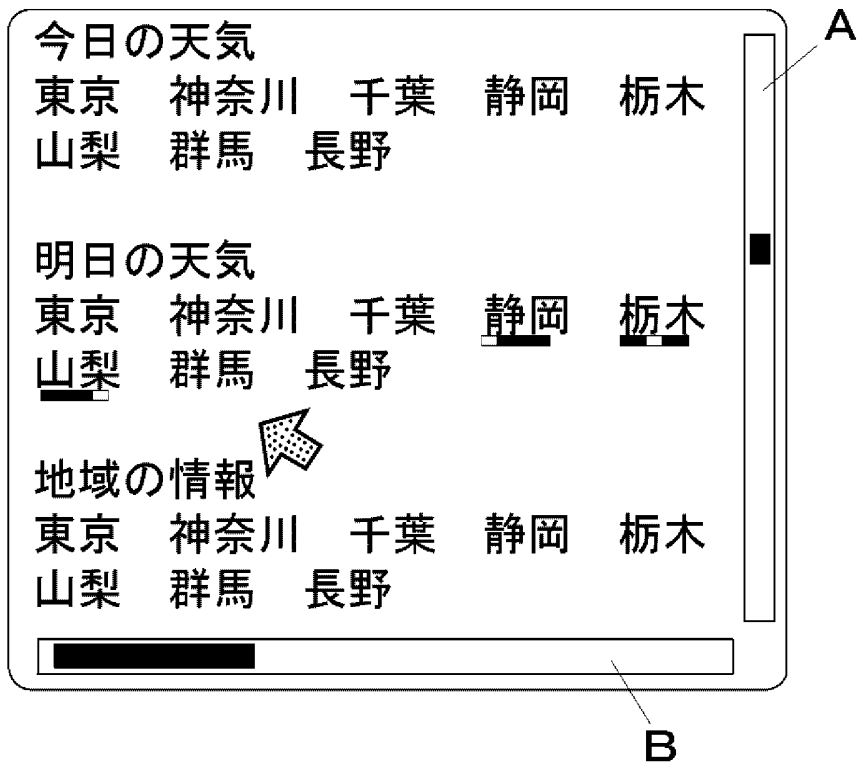 今日の天気
東京　神奈川　千葉　静岡　栃木
山梨　群馬　長野
明日の天気
東京　神奈川　千葉　静岡　栃木
山梨　群馬　長野
地域の情報
東京　神奈川　千葉　静岡　栃木
山梨　群馬　長野
A
B